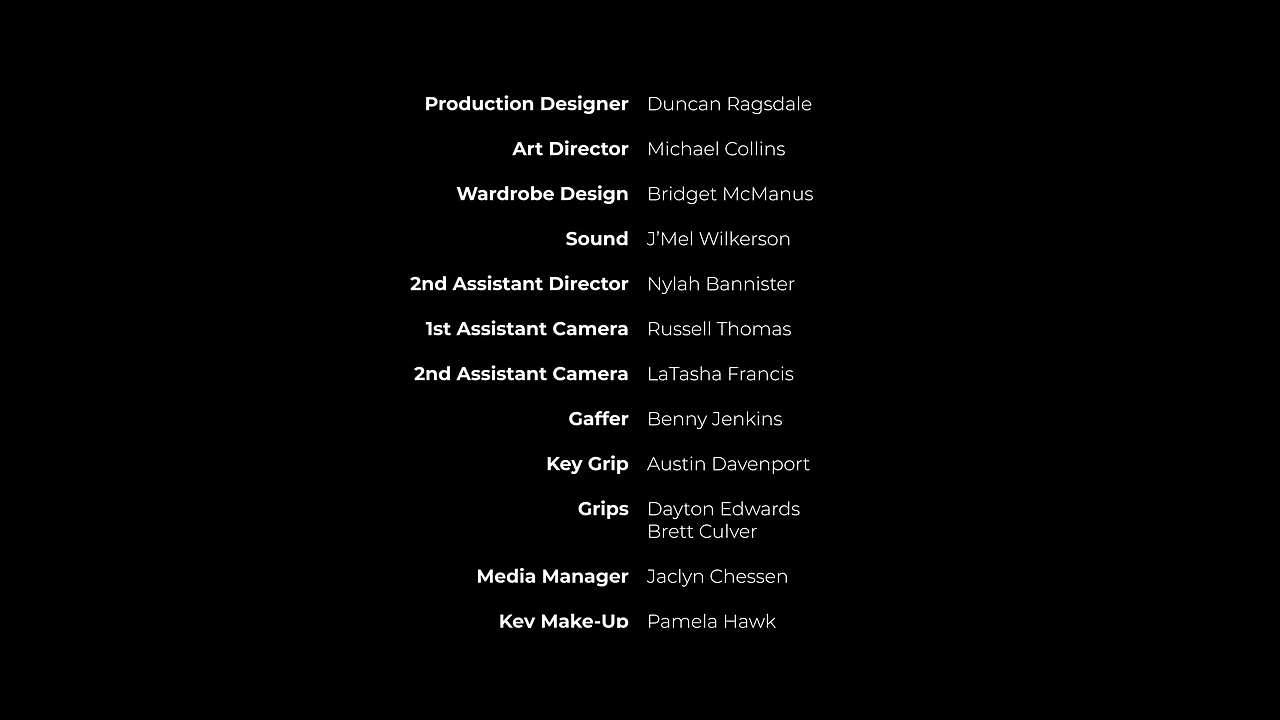 Production Designer Duncan Ragsdale
Art Director Michael Collins
Wardrobe Design Bridget McManus
Sound J’Mel Wilkerson
2nd Assistant Director Nylah Bannister
1st Assistant Camera Russell Thomas
2nd Assistant Camera LaTasha Francis
Gaffer Benny Jenkins
Key Grip Austin Davenport
Grips Dayton Edwards
Brett Culver
Media Manager Jaclyn Chessen
Key Make-Up Pamela Hawk